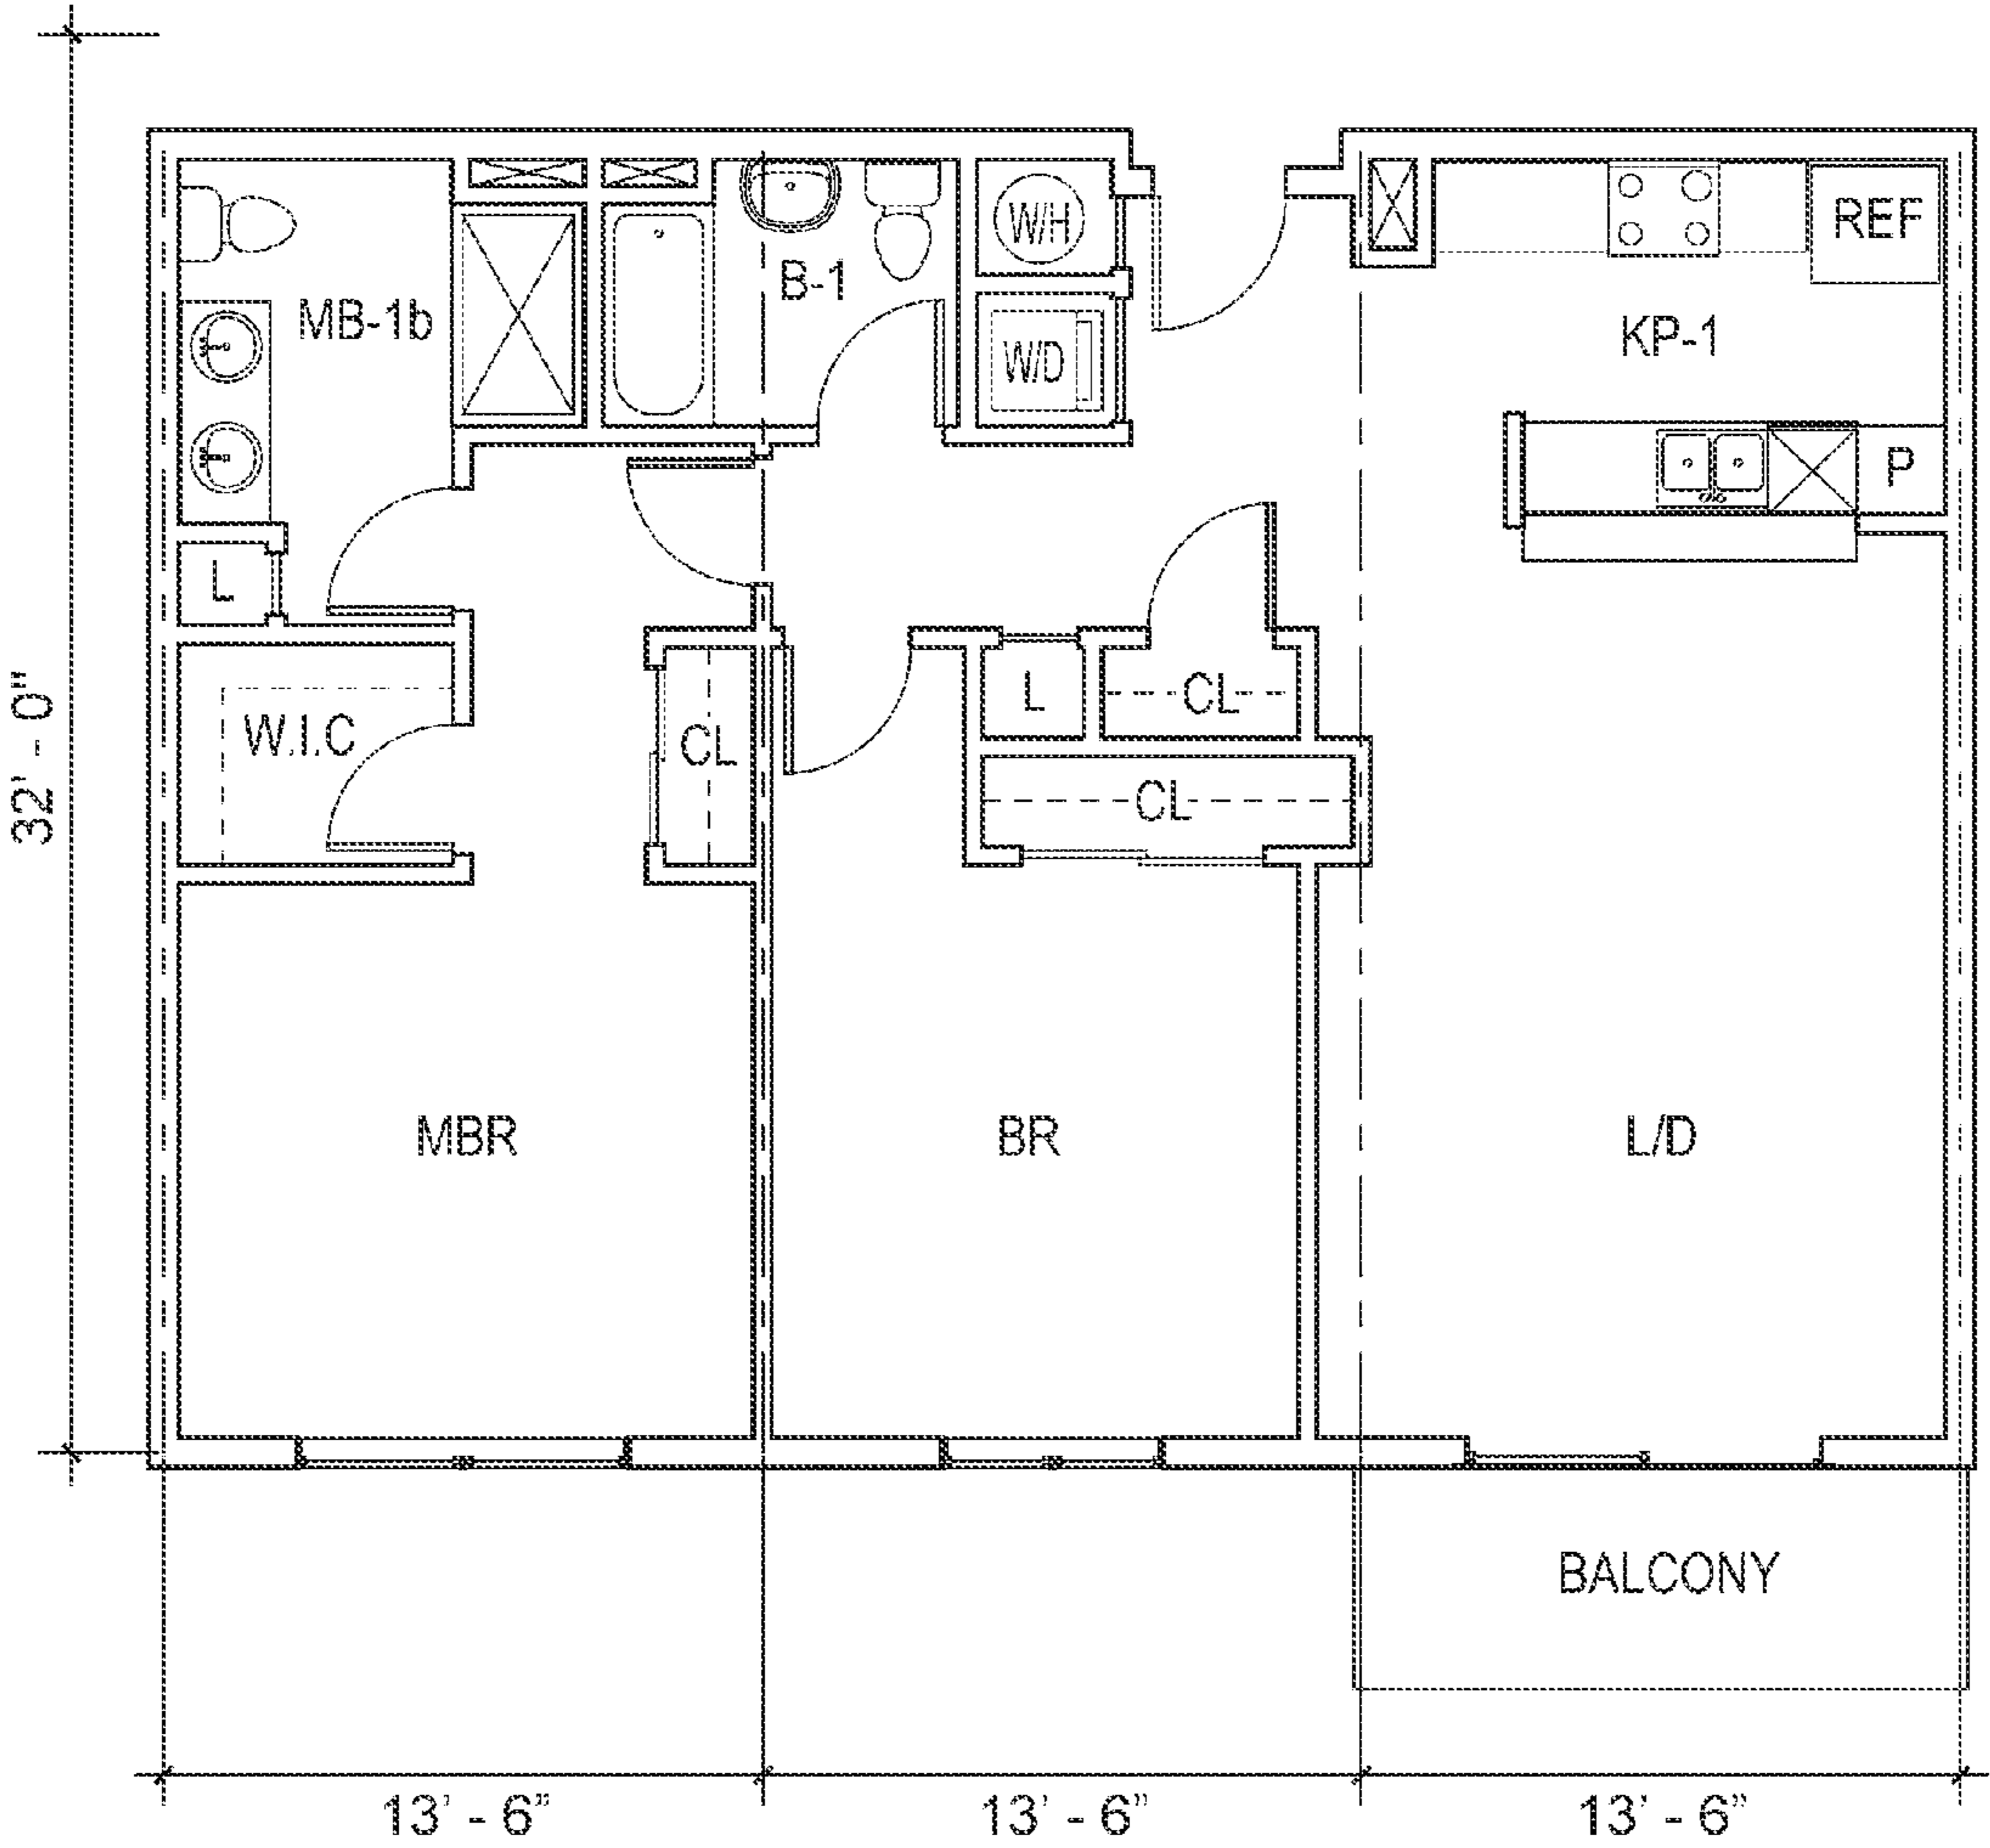 W/H
REF
B-1
MB-1b
KP-1
W/D
P
L
32' - 0"
W.I.C
CL
L
CL
CL
MBR
BR
L/D
BALCONY
13' - 6"
13' - 6"
13' - 6"